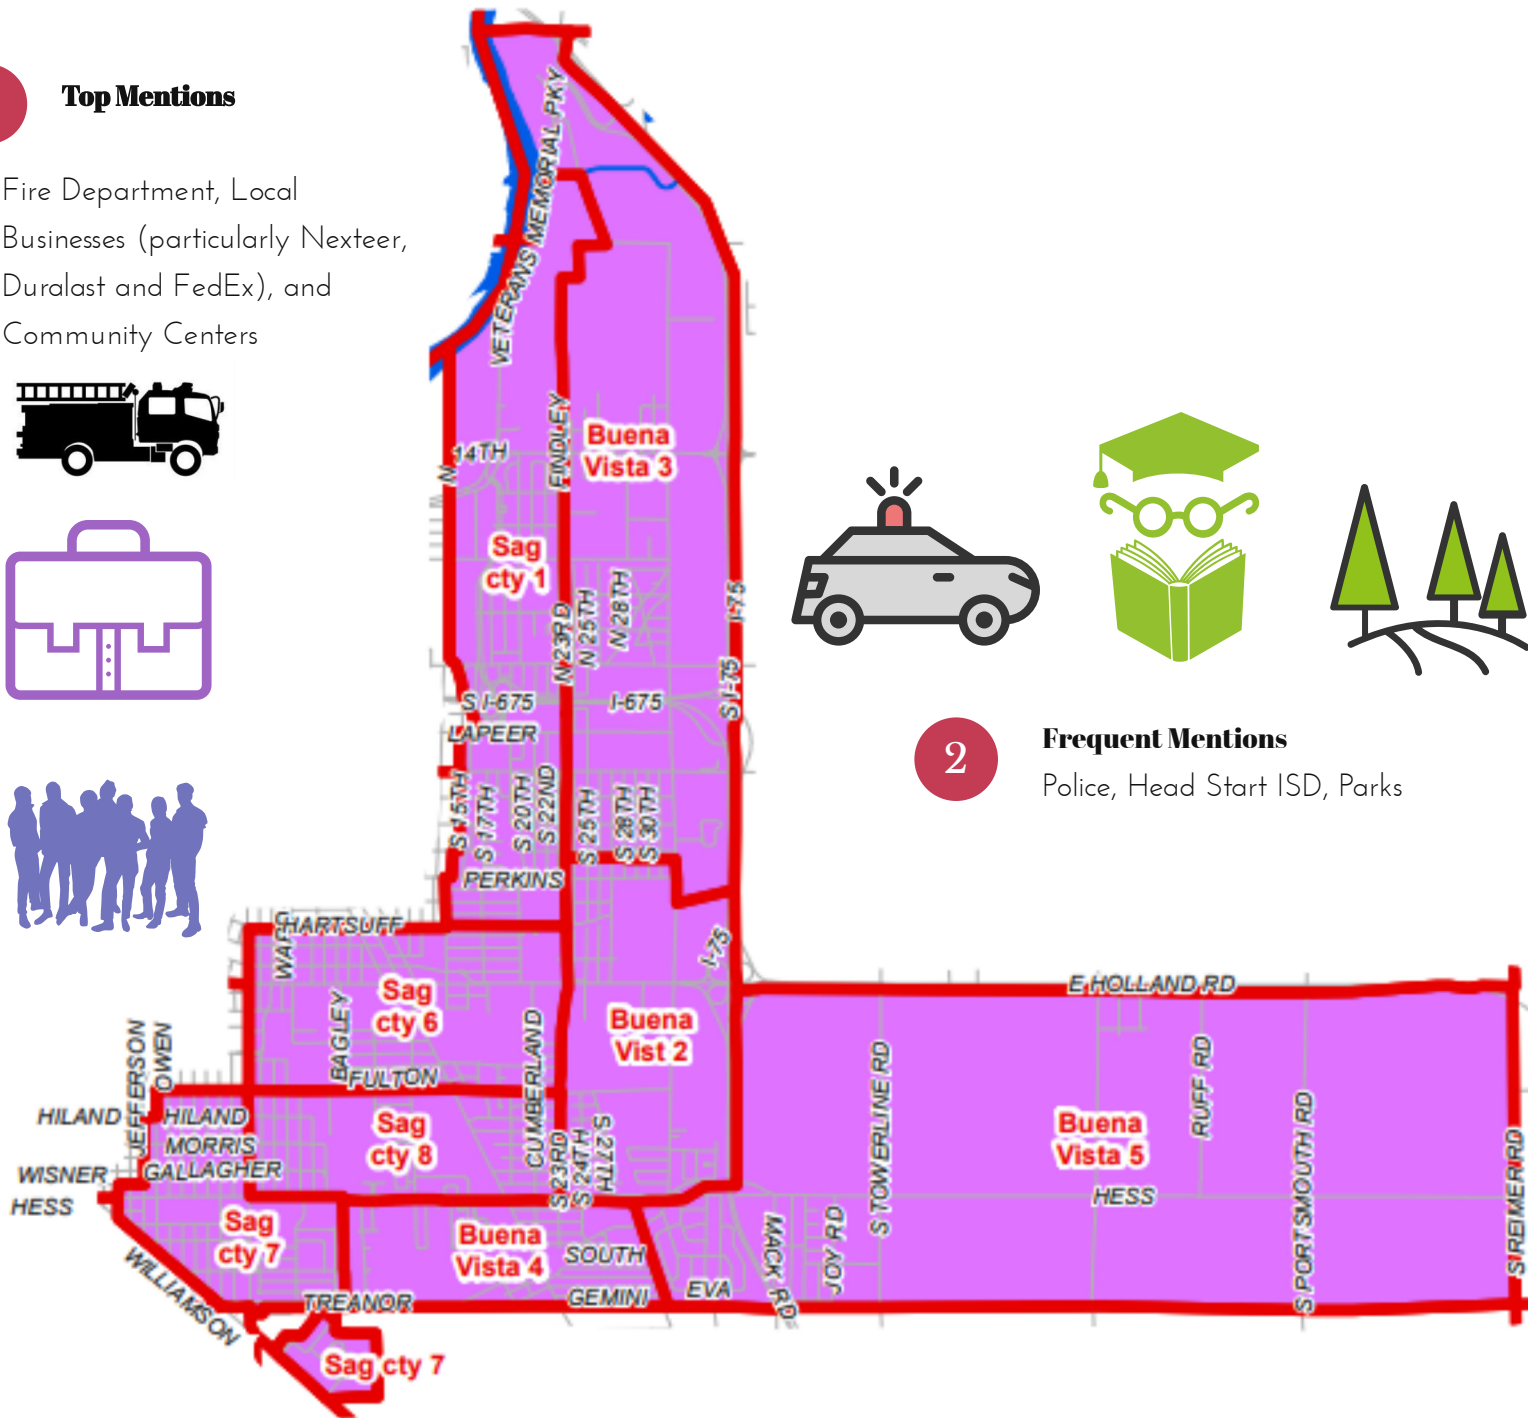 Top Mentions
Fire Department, Local
Businesses (particularly Nexteer,
Duralast and FedEx), and
Community Centers
VETERANS MEMORIAL PKY
FINDLEY
Buena
Vista 3
14TH
N
Sag
cty 1
N 23RD
N 25TH
N 28TH
I-75
S I-75
S I-675
I-675
LAPEER
S 15TH
S 17TH
S 20TH
S 22ND
S 25TH
S 28TH
S 30TH
PERKINS
2
Frequent Mentions
Police, Head Start ISD, Parks
HARTSUFF
I-75
E HOLLAND RD
Sag
cty 6
BAGLEY
CUMBERLAND
Buena
Vist 2
JEFFERSON
OWEN
FULTON
S TOWERLINE RD
RUFF RD
S PORTSMOUTH RD
S REIMER RD
HILAND
HILAND
MORRIS
GALLAGHER
Sag
cty 8
S 23RD
S 24TH
S 27TH
Buena
Vista 5
WISNER
HESS
HESS
Sag
cty 7
Buena
Vista 4
SOUTH
GEMINI
EVA
MACK RD
JOY RD
WILLIAMSON
TREANOR
Sag cty 7